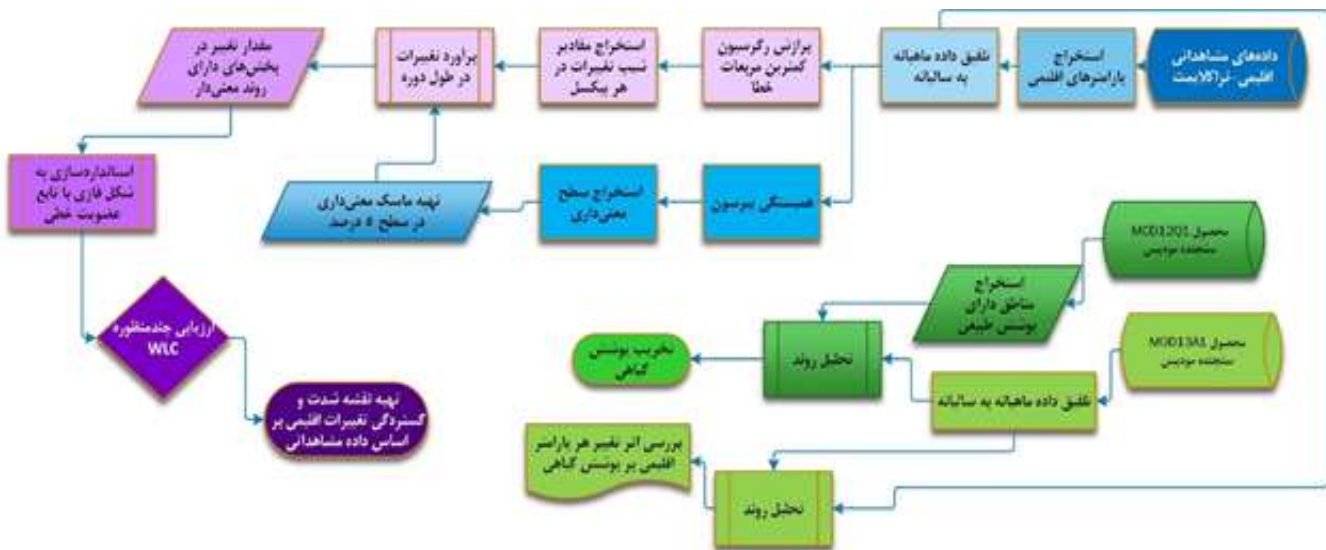 داده‌های مشاهداتی
اقلیمی-تراکلایمت
استخراج
پارامترهای اقلیمی
تلفیق داده ماهیانه
به سالیانه
برازش رگرسیون
کمترین مربعات
خطا
استخراج مقادیر
شیب تغییرات در
هر پیکسل
برآورد تغییرات
در طول دوره
مقدار تغییر در
بخش‌های دارای
روند معنی‌دار
استانداردسازی به
شکل فازی با تابع
عضویت خطی
همبستگی پیرسون
استخراج سطح
معنی‌داری
تهیه ماسک معنی‌داری
در سطح ۵ درصد
ارزیابی چندمنظوره
WLC
تهیه نقشه شدت و
گستردگی تغییرات اقلیمی بر
اساس داده مشاهداتی
محصول MCD12Q1
سنجنده مودیس
استخراج
مناطق دارای
پوشش طبیعی
محصول MOD13A1
سنجنده مودیس
تلفیق داده ماهیانه به سالیانه
تحلیل روند
تخریب پوشش
گیاهی
تحلیل روند
بررسی اثر تغییر هر پارامتر
اقلیمی بر پوشش گیاهی